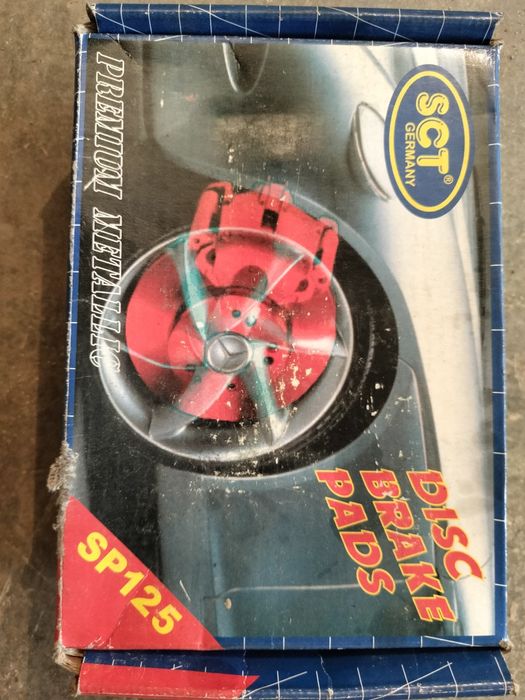 SCT®
GERMANY
PREMIUM METALLIC
DISC
BRAKE
PADS
SP125